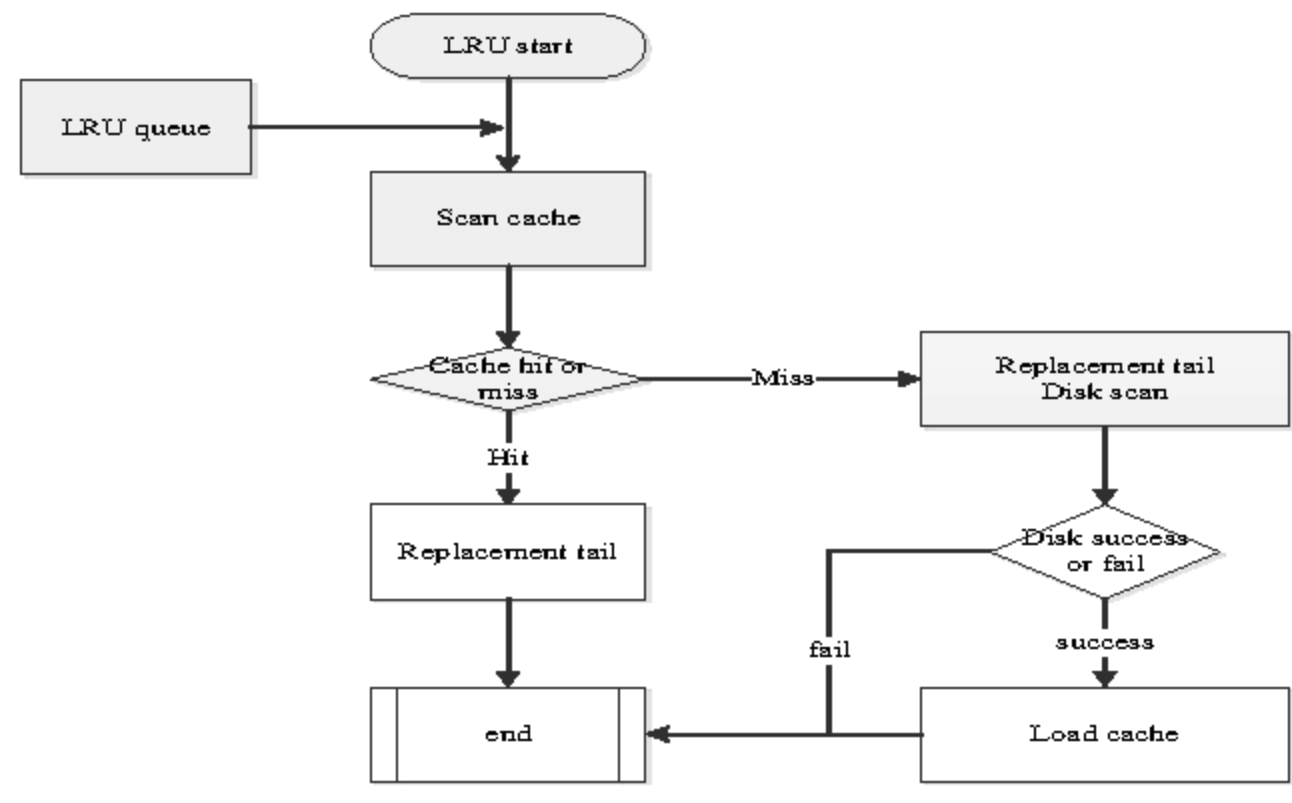 LRU start
LRU queue
Scan cache
Cache hit or
miss
Miss
Replacement tail
Disk scan
Hit
Replacement tail
Disk success
or fail
fail
success
end
Load cache